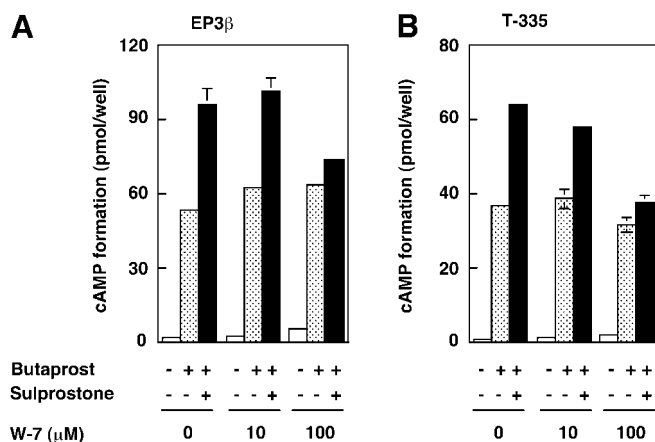 A
EP3β
B
T-335
cAMP formation (pmol/well)
120
90
60
30
0
cAMP formation (pmol/well)
80
60
40
20
0
Butaprost - + + - + + - + + - + + - + + - + +
Sulprostone - - + - - + - - + - - + - - + - - +
W-7 (μM) 0 10 100 0 10 100